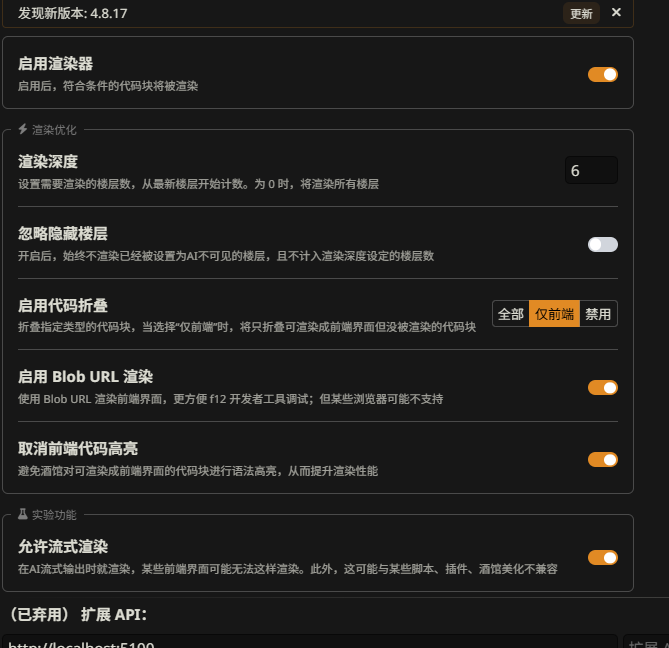 发现新版本: 4.8.17
更新
启用渲染器
启用后，符合条件的代码块将被渲染
渲染优化
渲染深度
设置需要渲染的楼层数，从最新楼层开始计数。为 0 时，将渲染所有楼层
6
忽略隐藏楼层
开启后，始终不渲染已经被设置为AI不可见的楼层，且不计入渲染深度设定的楼层数
启用代码折叠
折叠指定类型的代码块，当选择“仅前端”时，将只折叠可渲染成前端界面但没被渲染的代码块
全部 仅前端 禁用
启用 Blob URL 渲染
使用 Blob URL 渲染前端界面，更方便 f12 开发者工具调试；但某些浏览器可能不支持
取消前端代码高亮
避免酒馆对可渲染成前端界面的代码块进行语法高亮，从而提升渲染性能
实验功能
允许流式渲染
在AI流式输出时就渲染，某些前端界面可能无法这样渲染。此外，这可能与某些脚本、插件、酒馆美化不兼容
（已弃用） 扩展 API：
http://localhost:5100